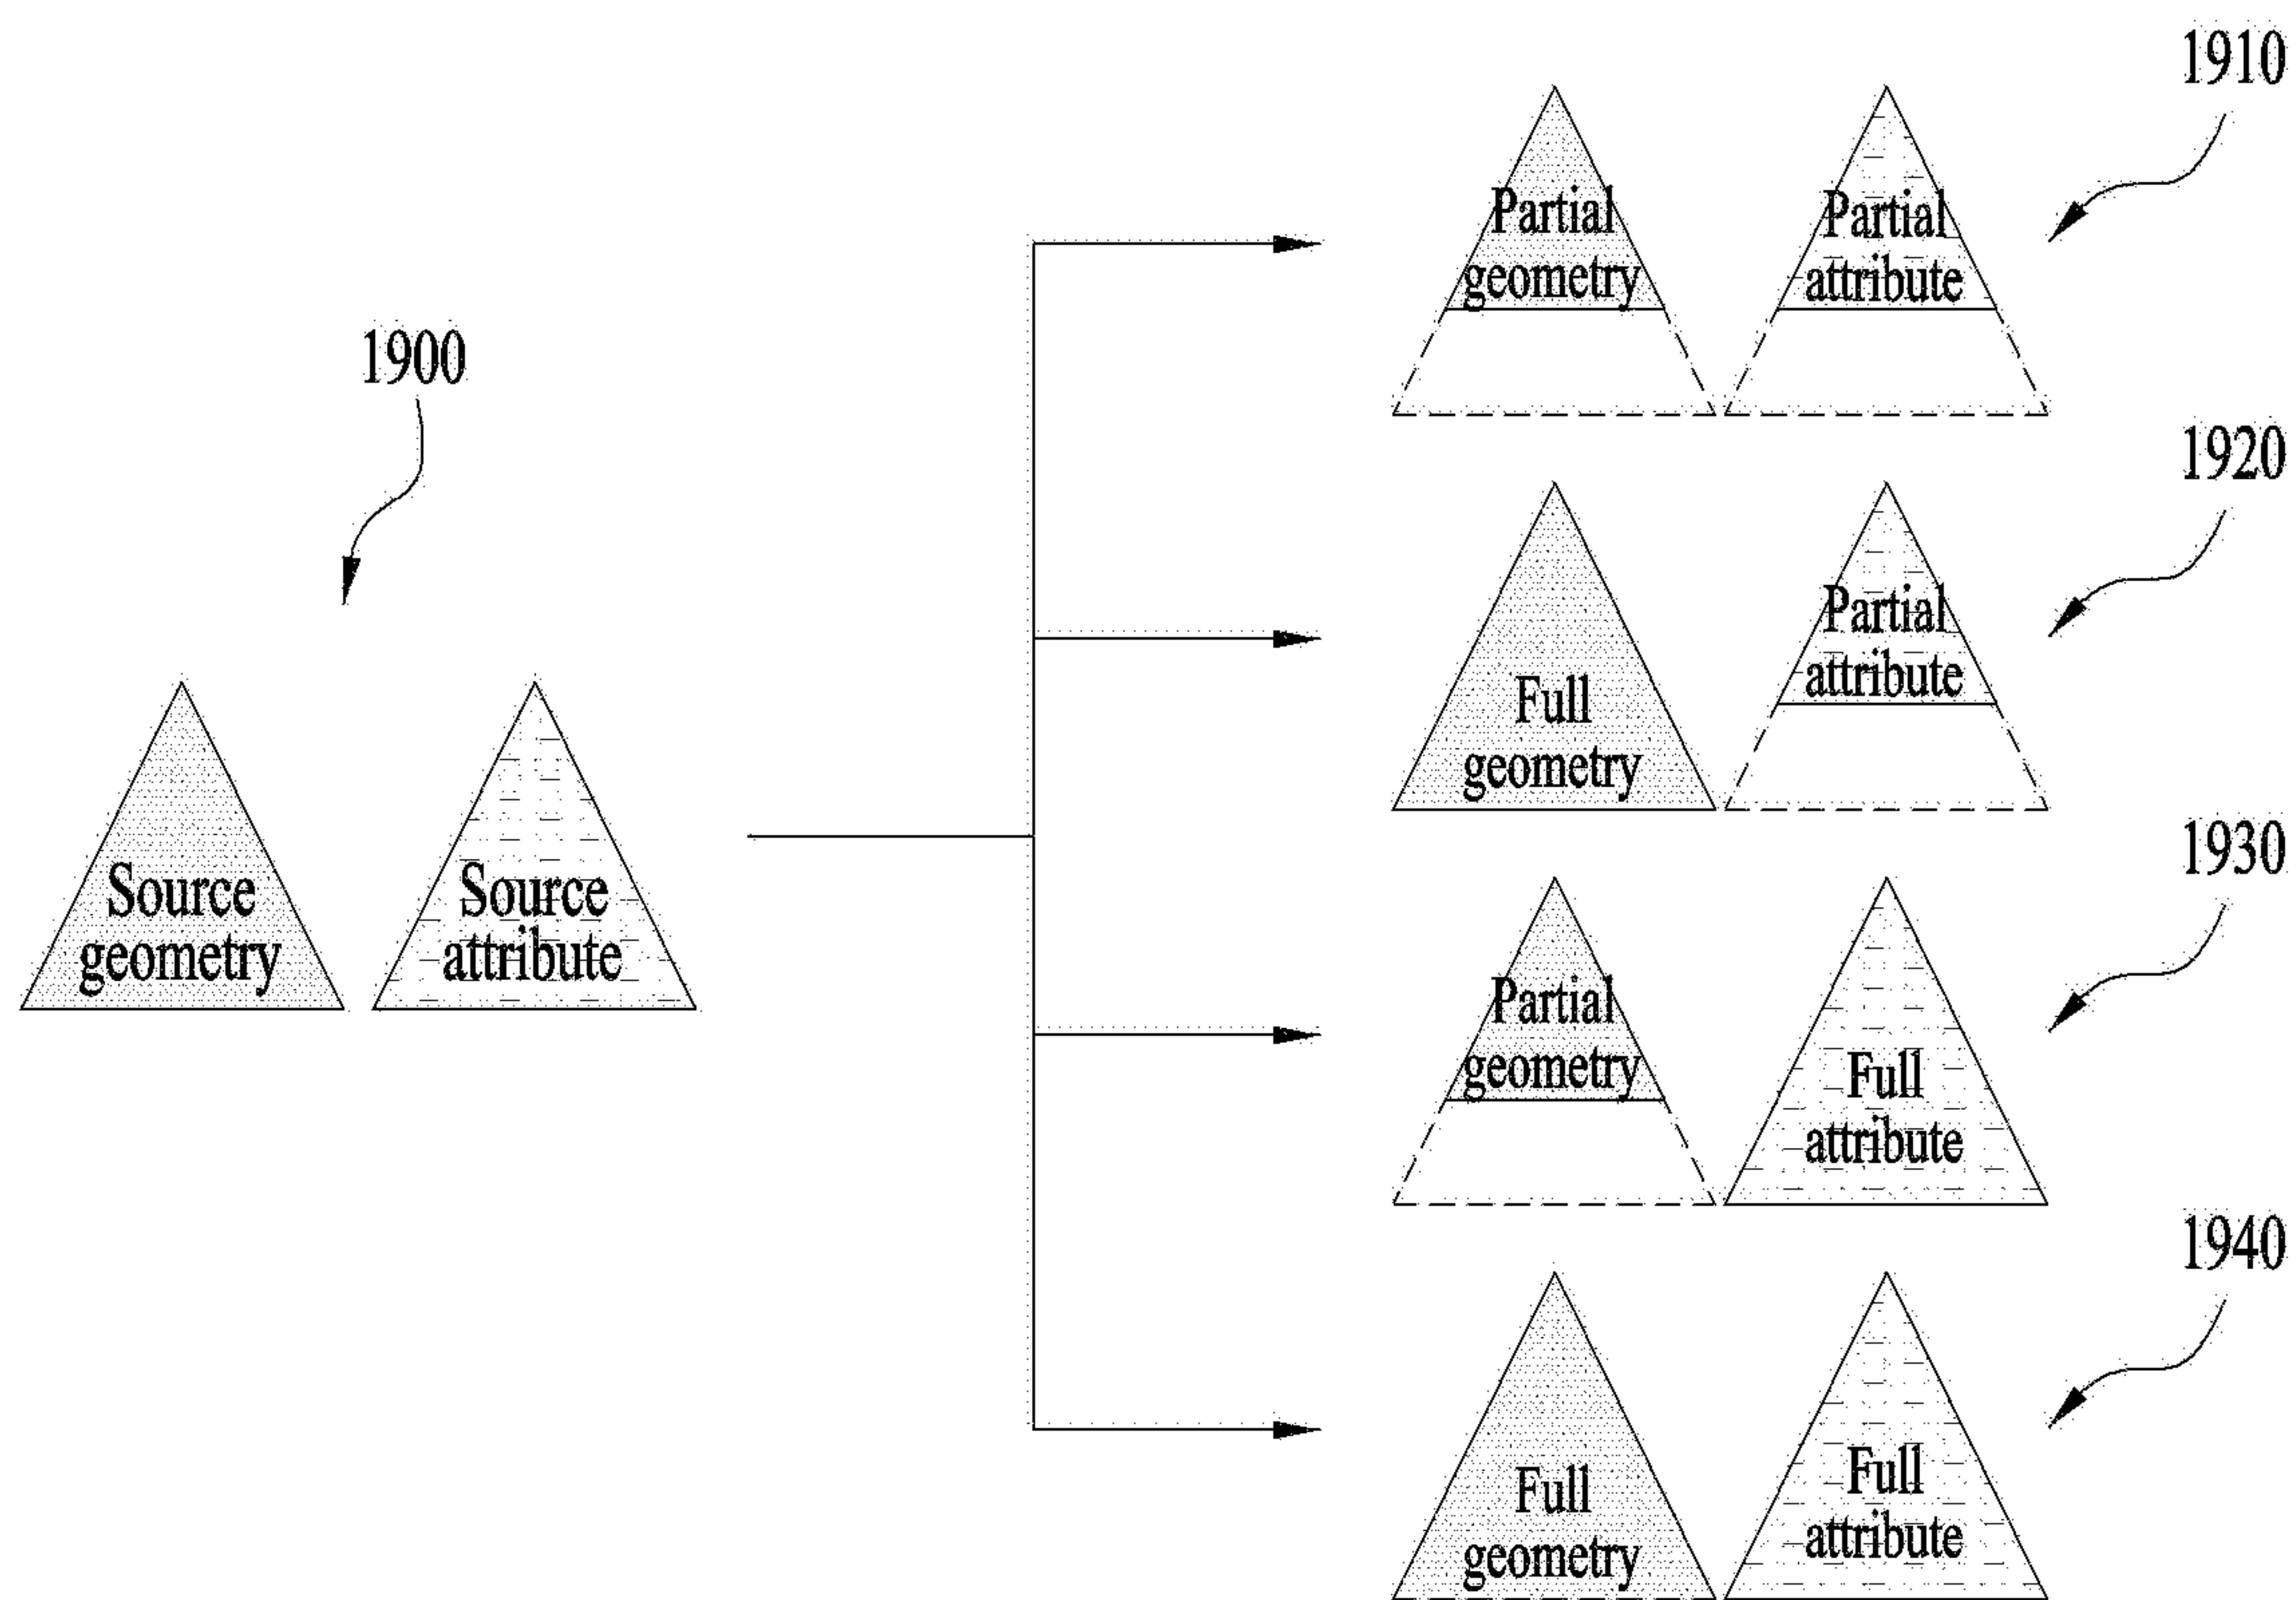 1900
Source
geometry
Source
attribute
1910
Partial
geometry
Partial
attribute
1920
Full
geometry
Partial
attribute
1930
Partial
geometry
Full
attribute
1940
Full
geometry
Full
attribute